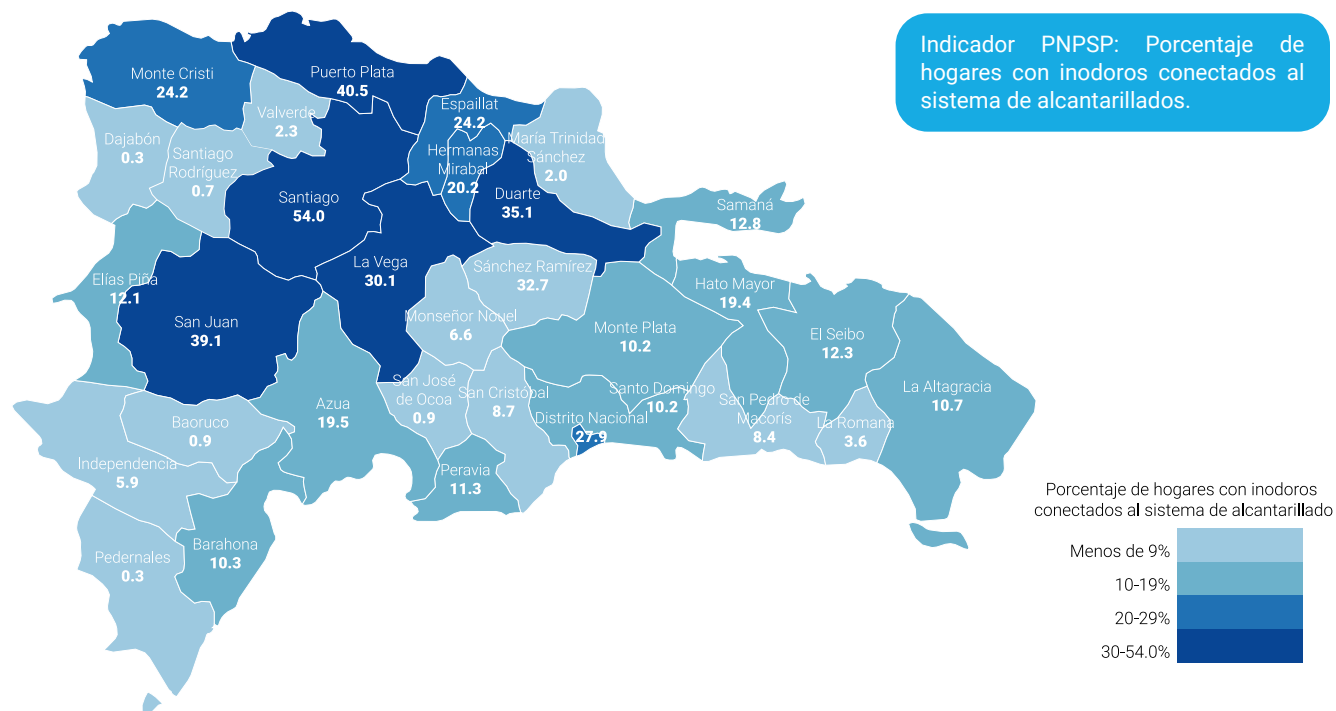 Indicador PNPSP: Porcentaje de
hogares con inodoros conectados al
sistema de alcantarillados.
Monte Cristi
24.2
Puerto Plata
40.5
Valverde
2.3
Espaillat
24.2
Dajabón
0.3
Santiago
Rodríguez
0.7
Hermanas
Mirabal
20.2
María Trinidad
Sánchez
2.0
Santiago
54.0
Duarte
35.1
Samaná
12.8
Elías Piña
12.1
La Vega
30.1
Sánchez Ramírez
32.7
Hato Mayor
19.4
San Juan
39.1
Monseñor Nouel
6.6
Monte Plata
10.2
El Seibo
12.3
La Altagracia
10.7
Azua
19.5
San José
de Ocoa
0.9
San Cristóbal
8.7
Distrito Nacional
27.9
Santo Domingo
10.2
San Pedro de
Macorís
8.4
La Romana
3.6
Baoruco
0.9
Independencia
5.9
Peravia
11.3
Barahona
10.3
Pedernales
0.3
Porcentaje de hogares con inodoros
conectados al sistema de alcantarillado
Menos de 9%
10-19%
20-29%
30-54.0%